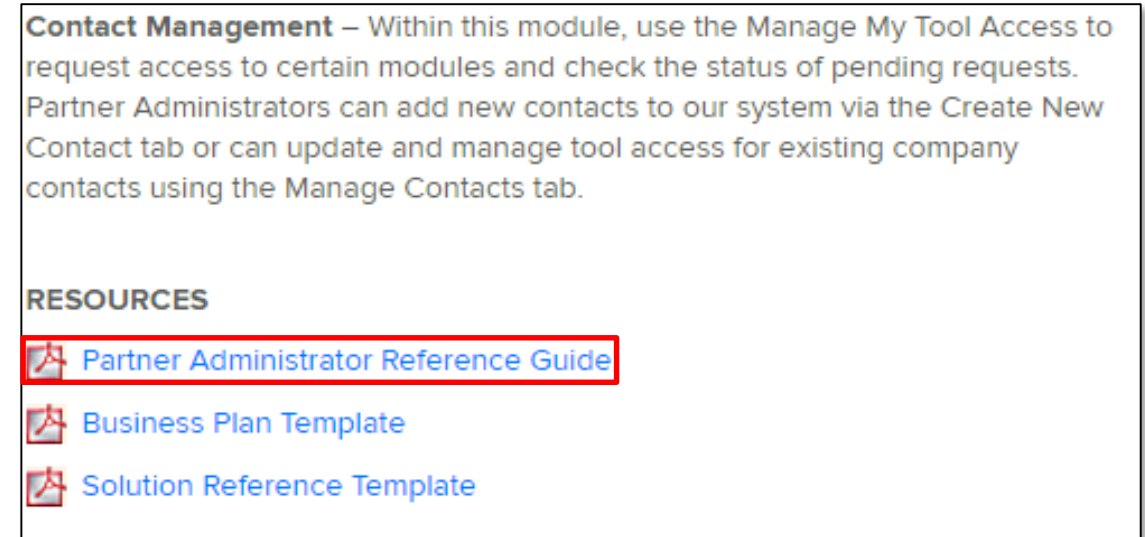 Contact Management – Within this module, use the Manage My Tool Access to
request access to certain modules and check the status of pending requests.
Partner Administrators can add new contacts to our system via the Create New
Contact tab or can update and manage tool access for existing company
contacts using the Manage Contacts tab.
RESOURCES
Partner Administrator Reference Guide
Business Plan Template
Solution Reference Template